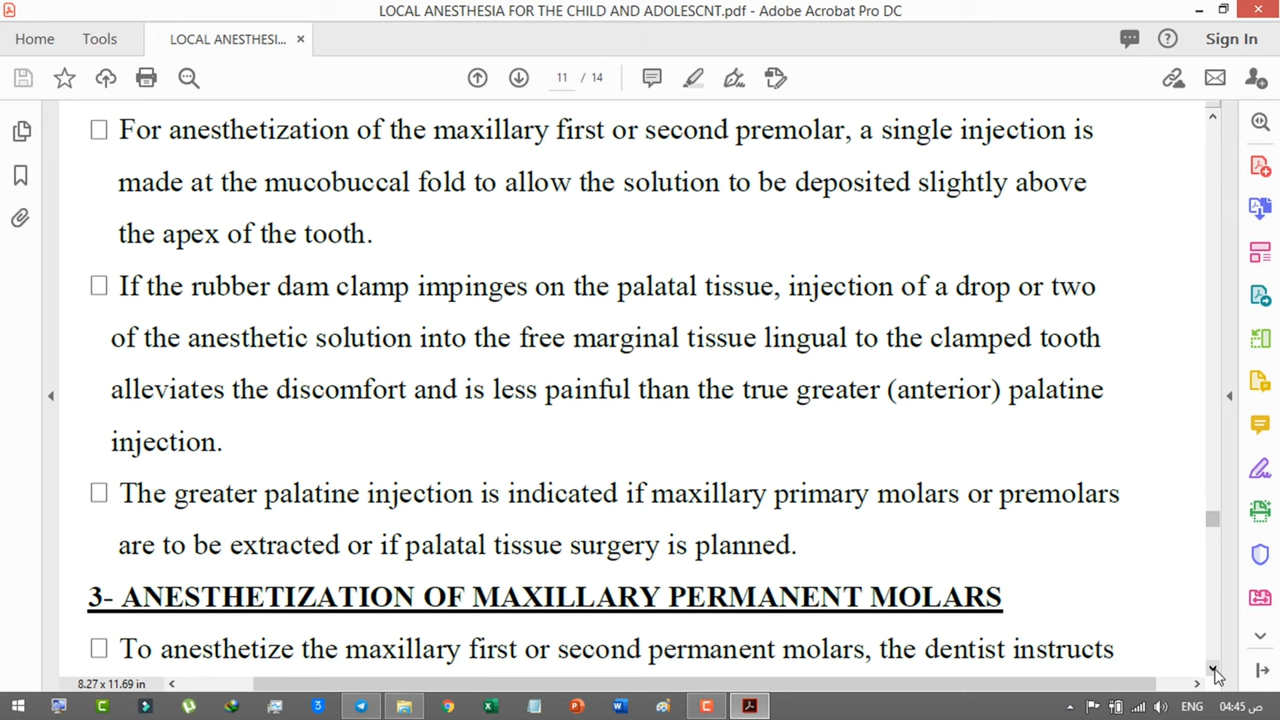 LOCAL ANESTHESIA FOR THE CHILD AND ADOLESCNT.pdf - Adobe Acrobat Pro DC
Home Tools LOCAL ANESTHESI... × Sign In
11 / 14
For anesthetization of the maxillary first or second premolar, a single injection is
made at the mucobuccal fold to allow the solution to be deposited slightly above
the apex of the tooth.
If the rubber dam clamp impinges on the palatal tissue, injection of a drop or two
of the anesthetic solution into the free marginal tissue lingual to the clamped tooth
alleviates the discomfort and is less painful than the true greater (anterior) palatine
injection.
The greater palatine injection is indicated if maxillary primary molars or premolars
are to be extracted or if palatal tissue surgery is planned.
3- ANESTHETIZATION OF MAXILLARY PERMANENT MOLARS
To anesthetize the maxillary first or second permanent molars, the dentist instructs
8.27 x 11.69 in
ENG 04:45 ص